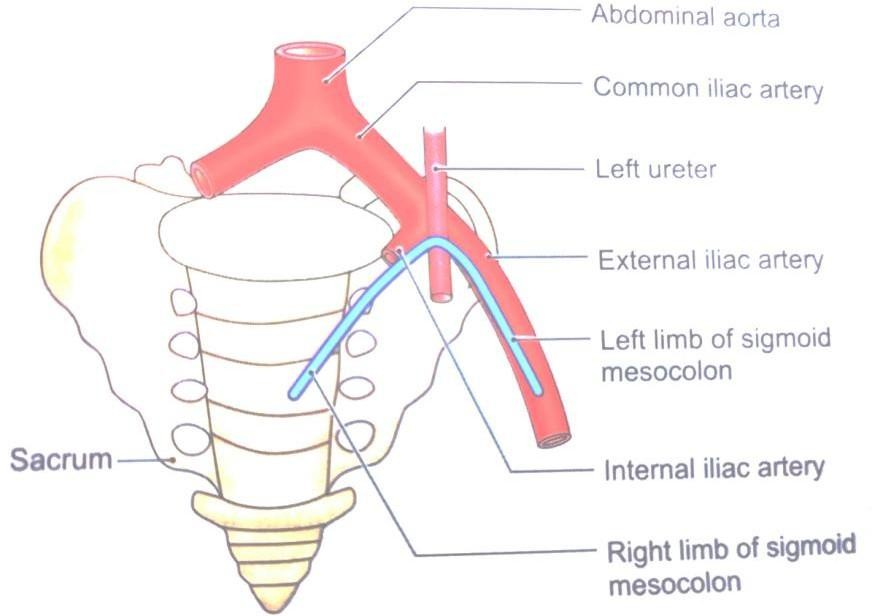 Abdominal aorta
Common iliac artery
Left ureter
External iliac artery
Left limb of sigmoid
mesocolon
Sacrum
Internal iliac artery
Right limb of sigmoid
mesocolon